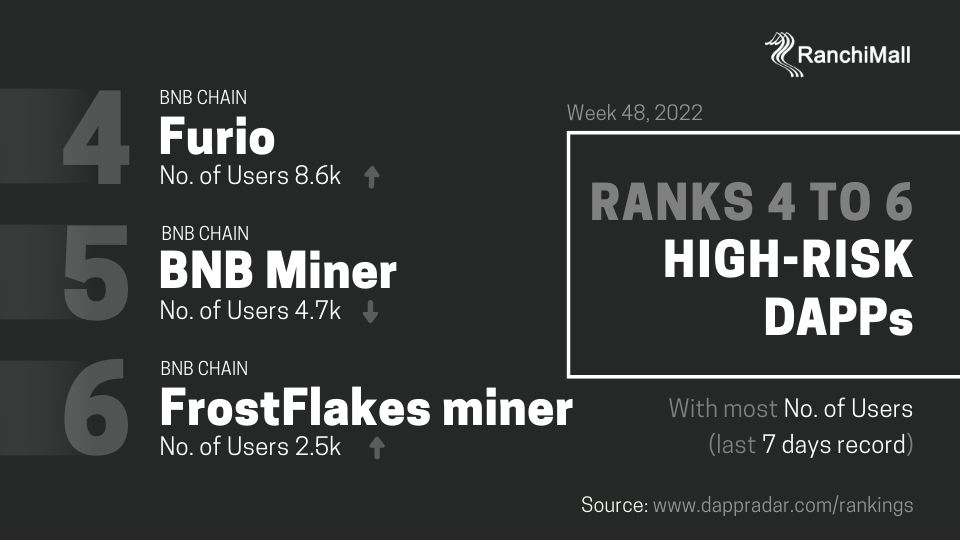 RanchiMall
4
BNB CHAIN
Furio
No. of Users 8.6k
5
BNB CHAIN
BNB Miner
No. of Users 4.7k
6
BNB CHAIN
FrostFlakes miner
No. of Users 2.5k
Week 48, 2022
RANKS 4 TO 6
HIGH-RISK
DAPPs
With most No. of Users
(last 7 days record)
Source: www.dappradar.com/rankings